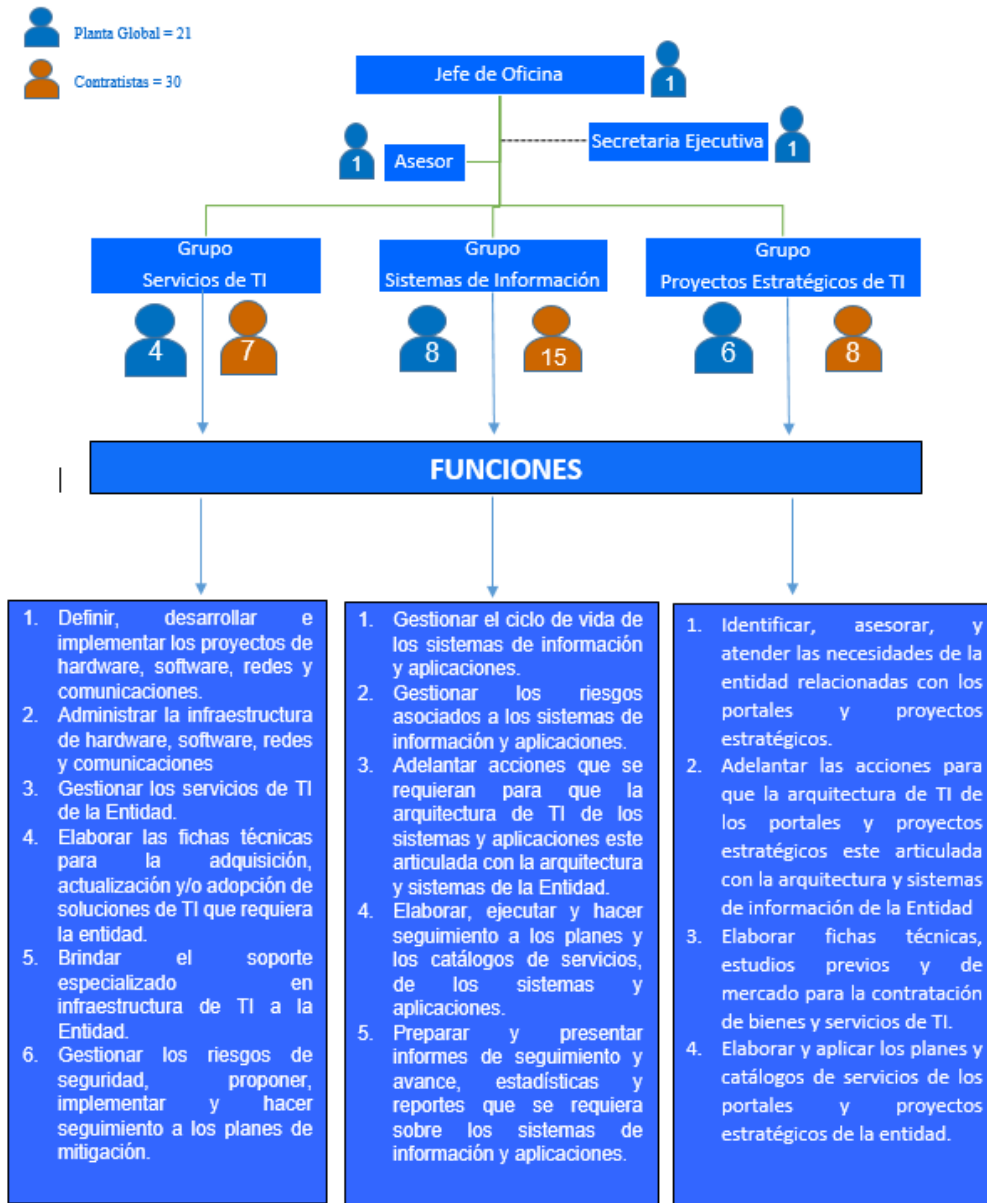 Planta Global = 21
Contratistas = 30
Jefe de Oficina
1
Secretaria Ejecutiva
1
1
Asesor
Grupo
Servicios de TI
Grupo
Sistemas de Información
Grupo
Proyectos Estratégicos de TI
4
7
8
15
6
8
FUNCIONES
1. Definir, desarrollar e
implementar los proyectos de
hardware, software, redes y
comunicaciones.
2. Administrar la infraestructura
de hardware, software, redes
y comunicaciones
3. Gestionar los servicios de TI
de la Entidad.
4. Elaborar las fichas técnicas
para la adquisición,
actualización y/o adopción de
soluciones de TI que requiera
la entidad.
5. Brindar el soporte
especializado en
infraestructura de TI a la
Entidad.
6. Gestionar los riesgos de
seguridad, proponer,
implementar y hacer
seguimiento a los planes de
mitigación.
1. Gestionar el ciclo de vida de
los sistemas de información
y aplicaciones.
2. Gestionar los riesgos
asociados a los sistemas de
información y aplicaciones.
3. Adelantar acciones que se
requieran para que la
arquitectura de TI de los
sistemas y aplicaciones este
articulada con la arquitectura
y sistemas de la Entidad.
4. Elaborar, ejecutar y hacer
seguimiento a los planes y
los catálogos de servicios,
de los sistemas y
aplicaciones.
5. Preparar y presentar
informes de seguimiento y
avance, estadísticas y
reportes que se requiera
sobre los sistemas de
información y aplicaciones.
1. Identificar, asesorar, y
atender las necesidades de la
entidad relacionadas con los
portales y proyectos
estratégicos.
2. Adelantar las acciones para
que la arquitectura de TI de
los portales y proyectos
estratégicos este articulada
con la arquitectura y sistemas
de información de la Entidad
3. Elaborar fichas técnicas,
estudios previos y de
mercado para la contratación
de bienes y servicios de TI.
4. Elaborar y aplicar los planes y
catálogos de servicios de los
portales y proyectos
estratégicos de la entidad.